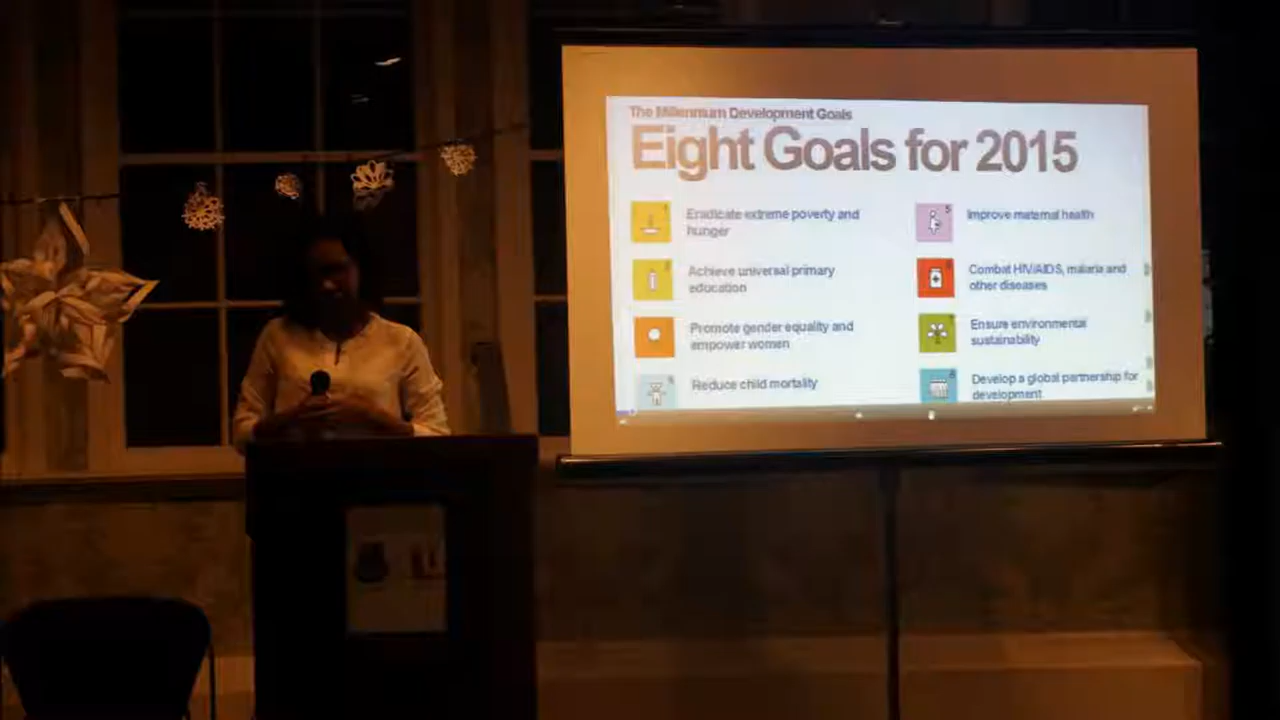 The Millennium Development Goals
Eight Goals for 2015
Eradicate extreme poverty and
hunger
Achieve universal primary
education
Promote gender equality and
empower women
Reduce child mortality
Improve maternal health
Combat HIV/AIDS, malaria and
other diseases
Ensure environmental
sustainability
Develop a global partnership for
development